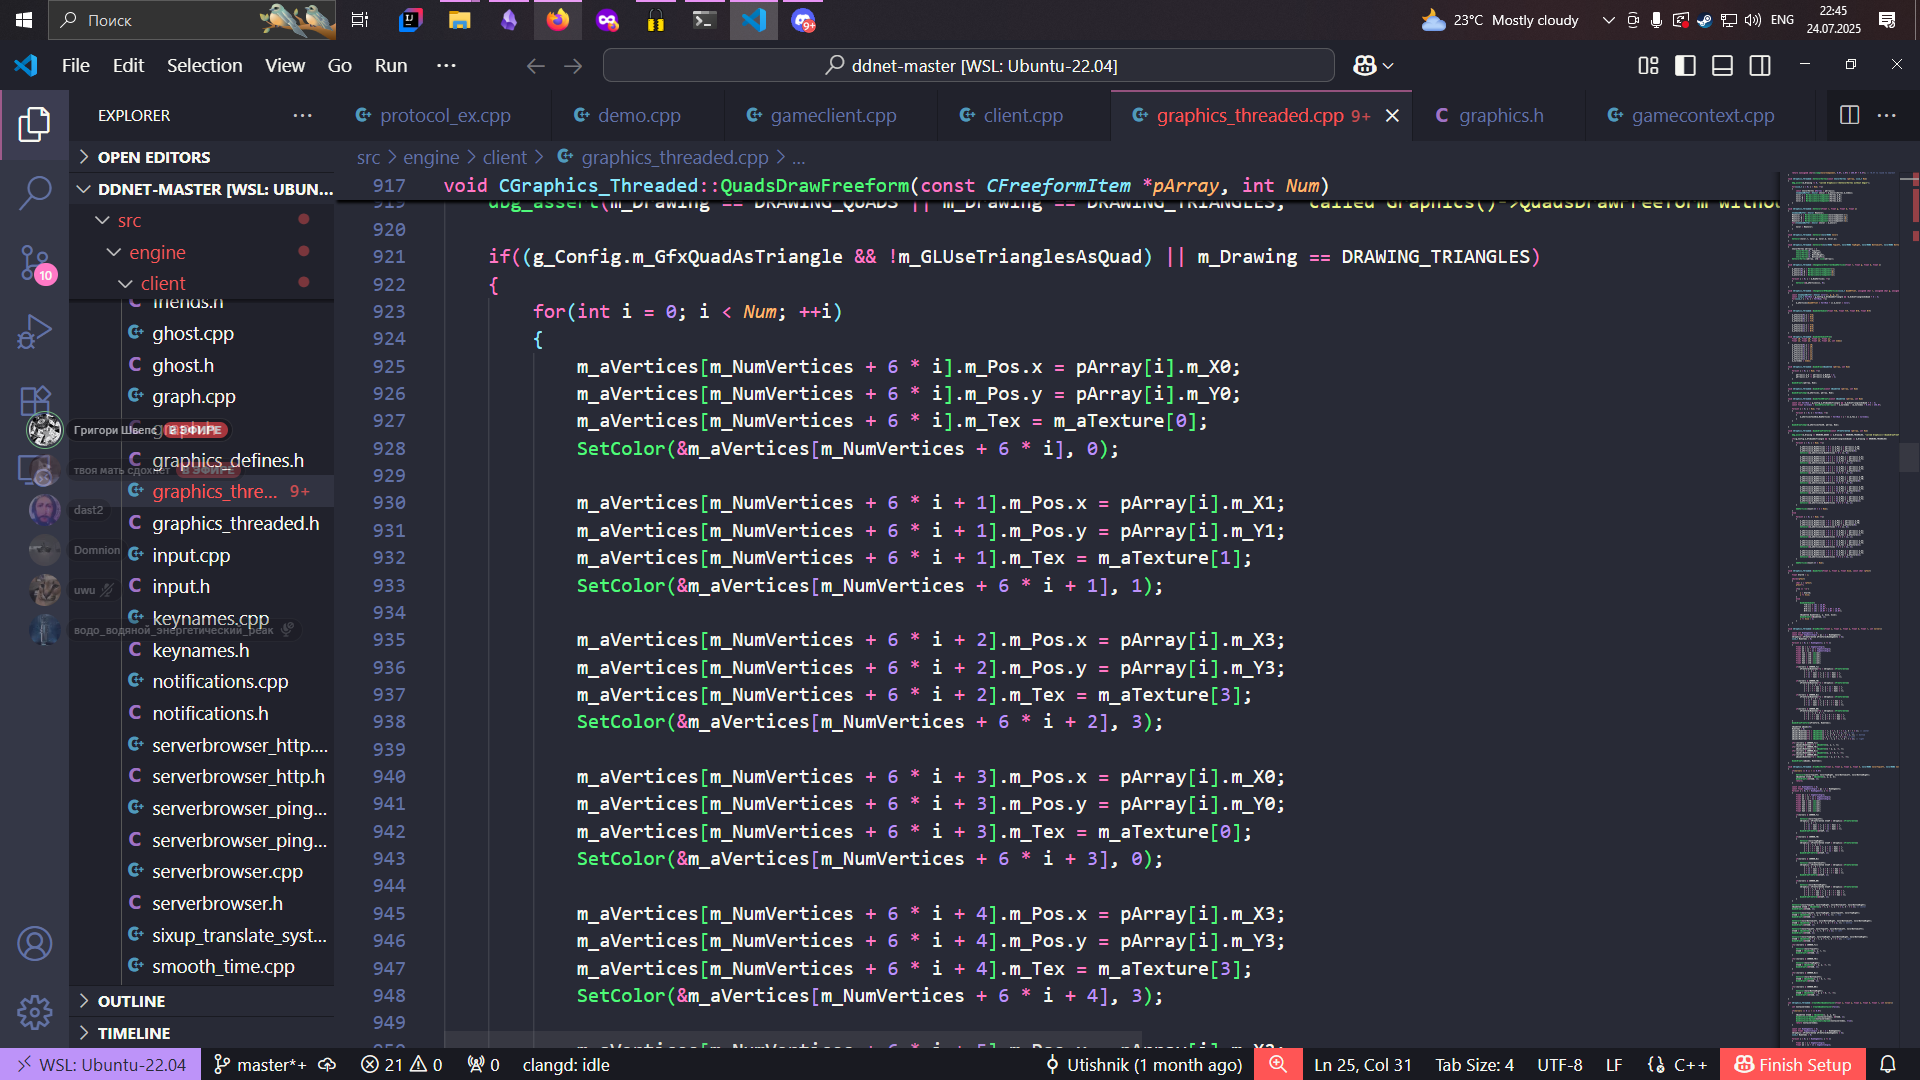 Поиск
23°C Mostly cloudy
ENG
22:45
24.07.2025
File Edit Selection View Go Run ···
ddnet-master [WSL: Ubuntu-22.04]
EXPLORER
protocol_ex.cpp
demo.cpp
gameclient.cpp
client.cpp
graphics_threaded.cpp 9+
graphics.h
gamecontext.cpp
src > engine > client > graphics_threaded.cpp > ...
OPEN EDITORS
DDNET-MASTER [WSL: UBUN...
src
engine
client
friends.h
ghost.cpp
ghost.h
graph.cpp
graphics_defines.h
graphics_thre... 9+
graphics_threaded.h
input.cpp
input.h
keynames.cpp
keynames.h
notifications.cpp
notifications.h
serverbrowser_http....
serverbrowser_http.h
serverbrowser_ping...
serverbrowser_ping...
serverbrowser.cpp
serverbrowser.h
sixup_translate_syst...
smooth_time.cpp
OUTLINE
TIMELINE
10
Григори Швепс В ЭФИРЕ
твоя мать сдохнет В ЭФИРЕ
dast2
Domnion
uwu
водо_водяной_энергетический_реак
917 void CGraphics_Threaded::QuadsDrawFreeform(const CFreeformItem *pArray, int Num)
919 dbg_assert(m_Drawing == DRAWING_QUADS || m_Drawing == DRAWING_TRIANGLES, "called Graphics()->QuadsDrawFreeform witho
920
921 if((g_Config.m_GfxQuadAsTriangle && !m_GLUseTrianglesAsQuad) || m_Drawing == DRAWING_TRIANGLES)
922 {
923 for(int i = 0; i < Num; ++i)
924 {
925 m_aVertices[m_NumVertices + 6 * i].m_Pos.x = pArray[i].m_X0;
926 m_aVertices[m_NumVertices + 6 * i].m_Pos.y = pArray[i].m_Y0;
927 m_aVertices[m_NumVertices + 6 * i].m_Tex = m_aTexture[0];
928 SetColor(&m_aVertices[m_NumVertices + 6 * i], 0);
929
930 m_aVertices[m_NumVertices + 6 * i + 1].m_Pos.x = pArray[i].m_X1;
931 m_aVertices[m_NumVertices + 6 * i + 1].m_Pos.y = pArray[i].m_Y1;
932 m_aVertices[m_NumVertices + 6 * i + 1].m_Tex = m_aTexture[1];
933 SetColor(&m_aVertices[m_NumVertices + 6 * i + 1], 1);
934
935 m_aVertices[m_NumVertices + 6 * i + 2].m_Pos.x = pArray[i].m_X3;
936 m_aVertices[m_NumVertices + 6 * i + 2].m_Pos.y = pArray[i].m_Y3;
937 m_aVertices[m_NumVertices + 6 * i + 2].m_Tex = m_aTexture[3];
938 SetColor(&m_aVertices[m_NumVertices + 6 * i + 2], 3);
939
940 m_aVertices[m_NumVertices + 6 * i + 3].m_Pos.x = pArray[i].m_X0;
941 m_aVertices[m_NumVertices + 6 * i + 3].m_Pos.y = pArray[i].m_Y0;
942 m_aVertices[m_NumVertices + 6 * i + 3].m_Tex = m_aTexture[0];
943 SetColor(&m_aVertices[m_NumVertices + 6 * i + 3], 0);
944
945 m_aVertices[m_NumVertices + 6 * i + 4].m_Pos.x = pArray[i].m_X3;
946 m_aVertices[m_NumVertices + 6 * i + 4].m_Pos.y = pArray[i].m_Y3;
947 m_aVertices[m_NumVertices + 6 * i + 4].m_Tex = m_aTexture[3];
948 SetColor(&m_aVertices[m_NumVertices + 6 * i + 4], 3);
949
WSL: Ubuntu-22.04 master*+ 21 0 0 clangd: idle Utishnik (1 month ago) Ln 25, Col 31 Tab Size: 4 UTF-8 LF {} C++ Finish Setup